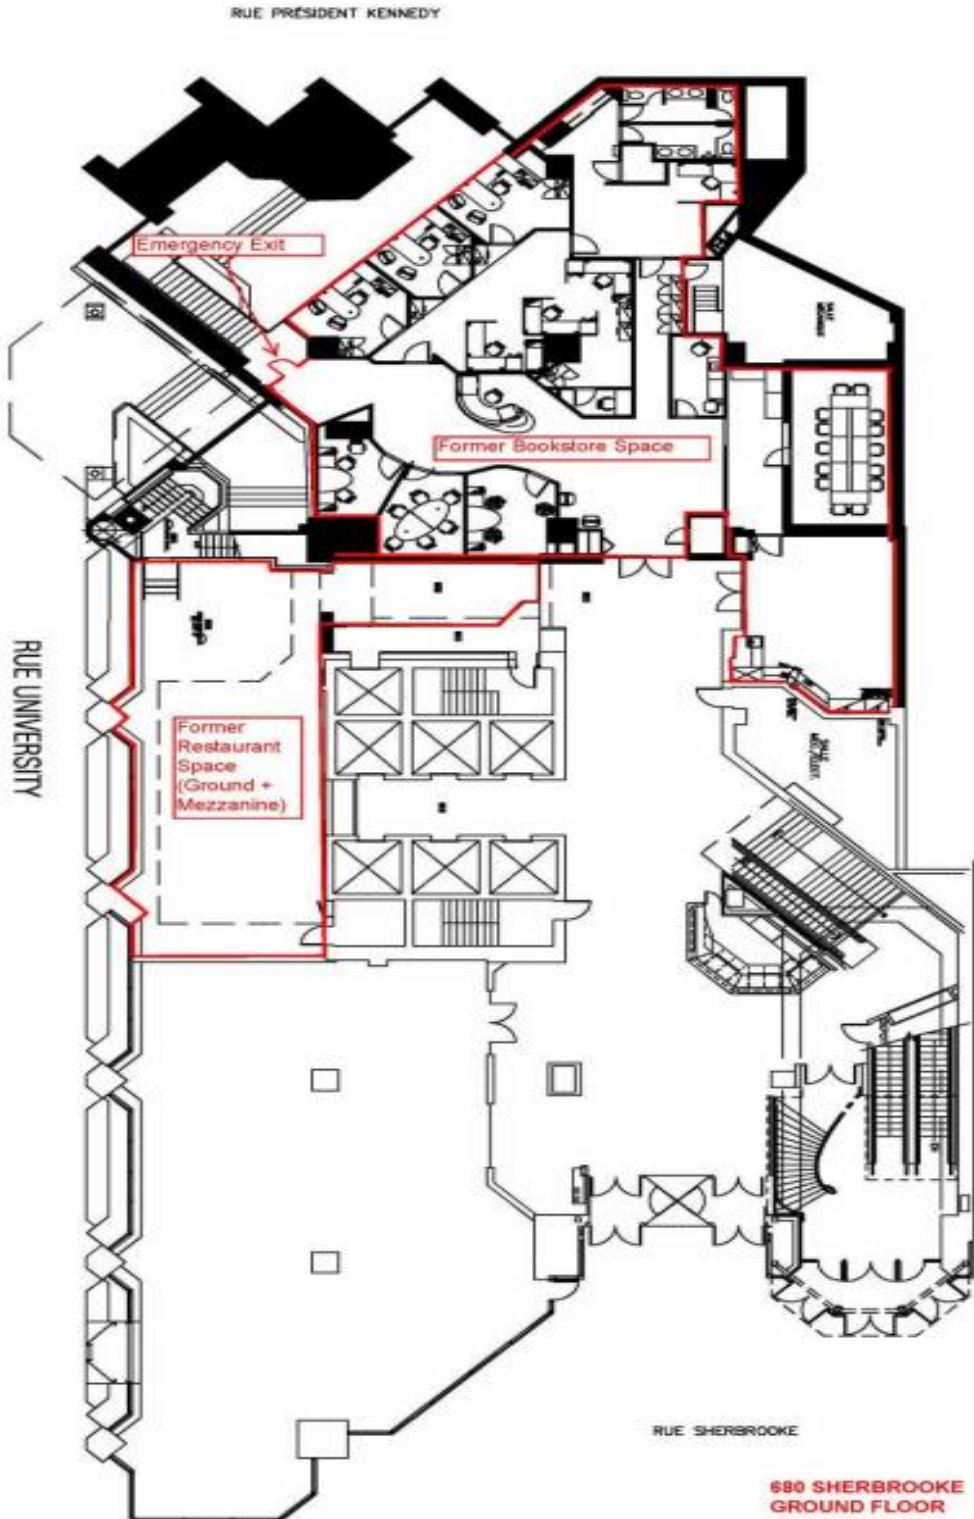 RUE PRÉSIDENT KENNEDY
Emergency Exit
Former Bookstore Space
RUE UNIVERSITY
Former
Restaurant
Space
(Ground +
Mezzanine)
RUE SHERBROOKE
680 SHERBROOKE
GROUND FLOOR